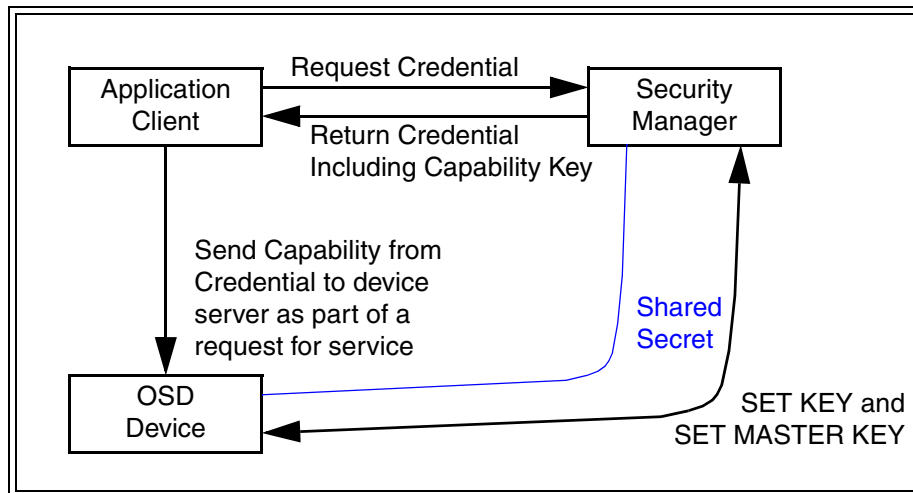 Request Credential
Application
Client
Security
Manager
Return Credential
Including Capability Key
Send Capability from
Credential to device
server as part of a
request for service
Shared
Secret
OSD
Device
SET KEY and
SET MASTER KEY